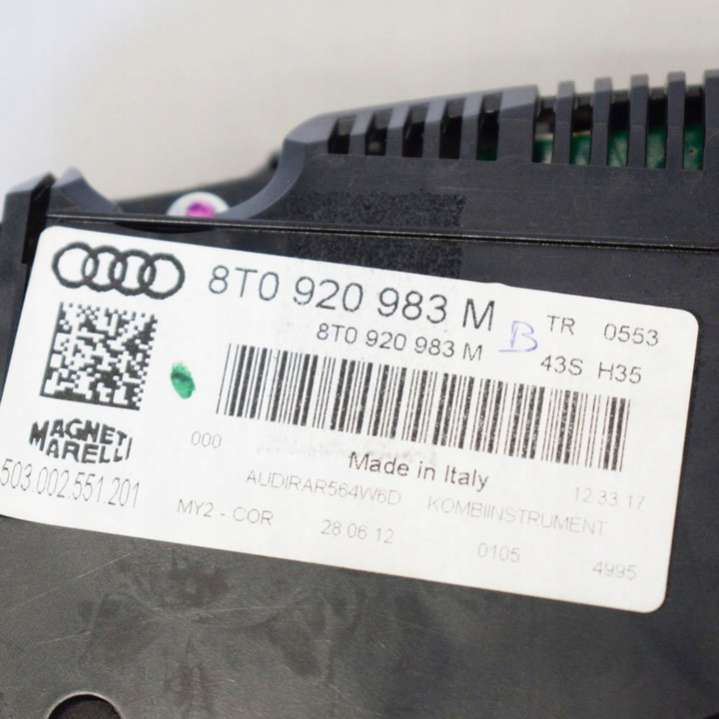 8T0 920 983 M
TR 0553
8T0 920 983 M B
43S H35
MAGNETI
MARELLI
503.002.551.201
000
Made in Italy
12.33.17
AUDIRAR564W6D KOMBIINSTRUMENT
MY2 - COR 28.06.12 0105 4995